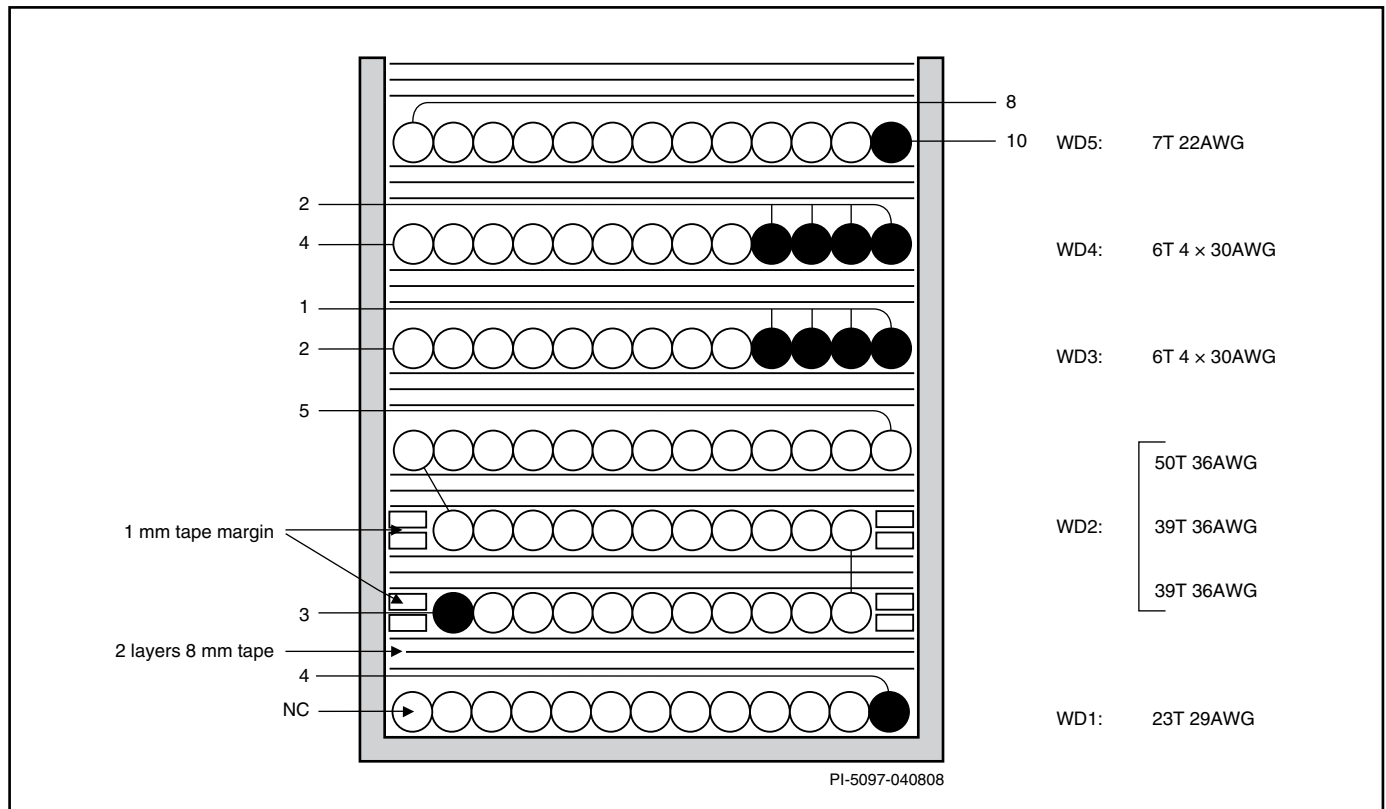 8
10 WD5: 7T 22AWG
2
4 WD4: 6T 4 × 30AWG
1
2 WD3: 6T 4 × 30AWG
5
50T 36AWG
1 mm tape margin WD2: 39T 36AWG
39T 36AWG
3
2 layers 8 mm tape
4
NC WD1: 23T 29AWG
PI-5097-040808